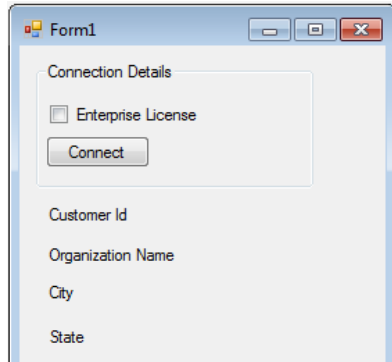 Form1
Connection Details
Enterprise License
Connect
Customer Id
Organization Name
City
State